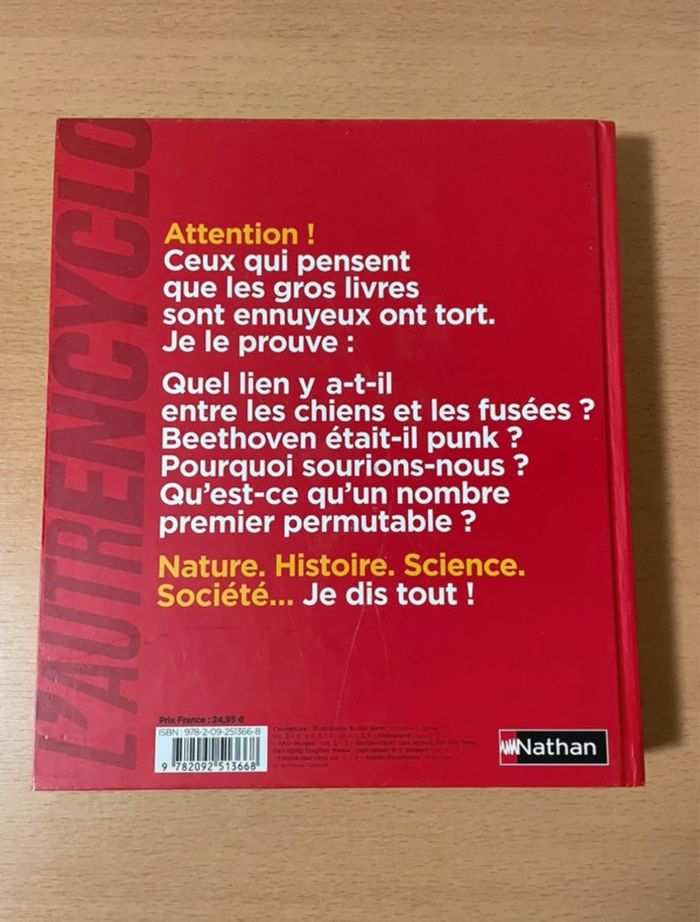 L'AUTRENCYCLO
Attention !
Ceux qui pensent
que les gros livres
sont ennuyeux ont tort.
Je le prouve :
Quel lien y a-t-il
entre les chiens et les fusées ?
Beethoven était-il punk ?
Pourquoi sourions-nous ?
Qu'est-ce qu'un nombre
premier permutable ?
Nature. Histoire. Science.
Société... Je dis tout !
Prix France : 24,95 €
ISBN : 978-2-09-251366-8
9 782092 513668
Nathan